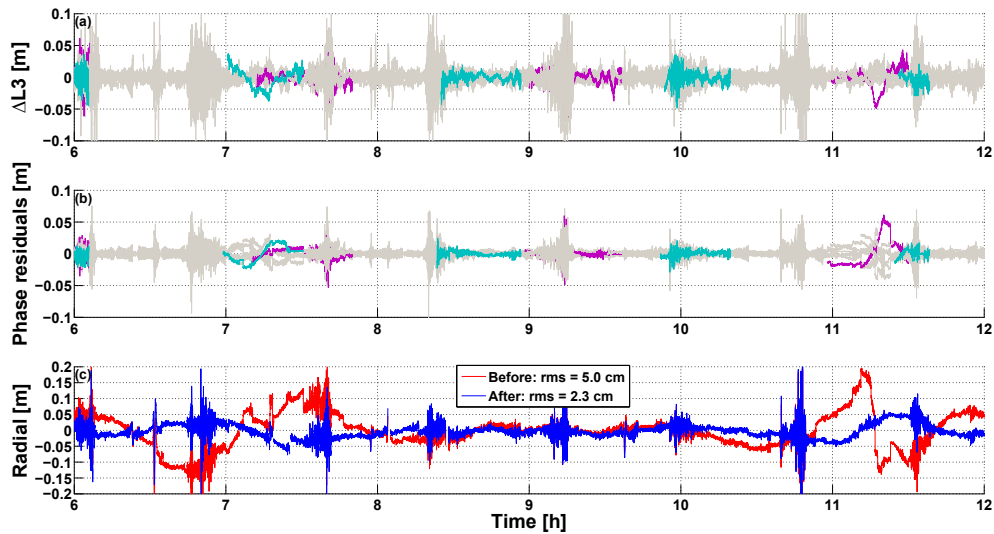 (a)
ΔL3 [m]
0.1
0.05
0
−0.05
−0.1
6 7 8 9 10 11 12
(b)
Phase residuals [m]
0.1
0.05
0
−0.05
−0.1
6 7 8 9 10 11 12
(c)
Radial [m]
0.2
0.15
0.1
0.05
0
−0.05
−0.1
−0.15
−0.2
Before: rms = 5.0 cm
After: rms = 2.3 cm
6 7 8 9 10 11 12
Time [h]